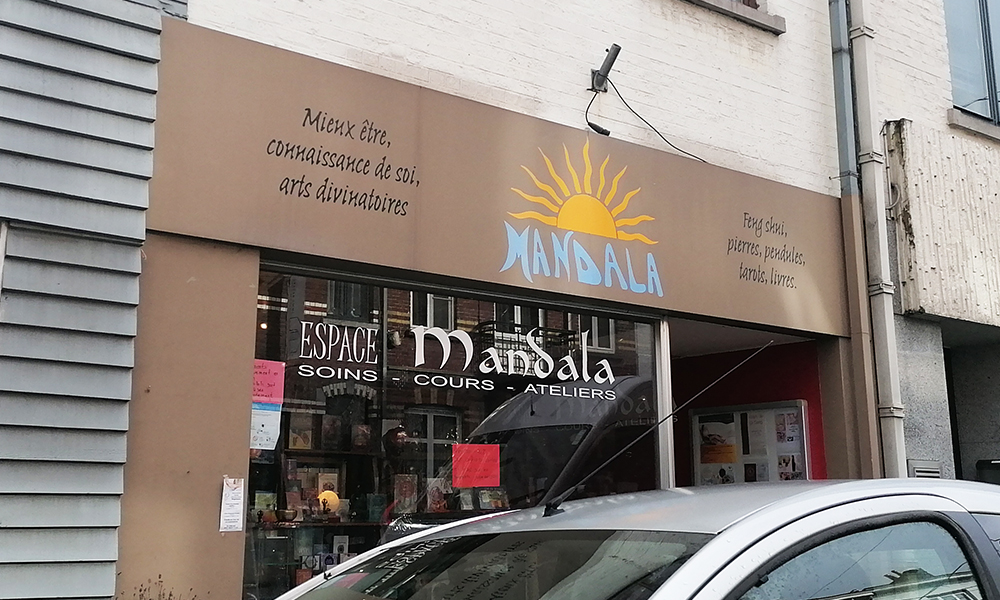 Mieux être,
connaissance de soi,
arts divinatoires
MANDALA
Feng shui,
pierres, pendules,
tarots, livres.
ESPACE Mandala
SOINS - COURS - ATELIERS